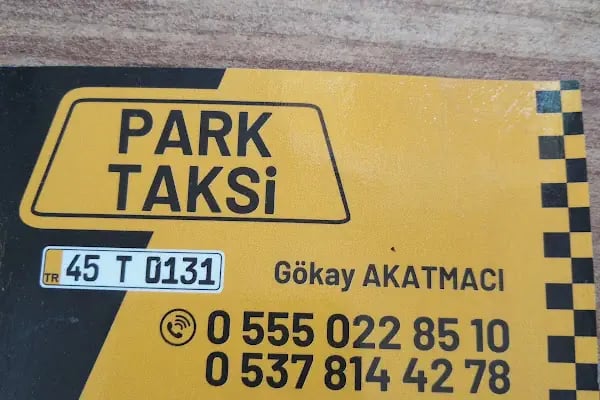 PARK
TAKSİ
TR 45 T 0131
Gökay AKATMACI
0 555 022 85 10
0 537 814 42 78